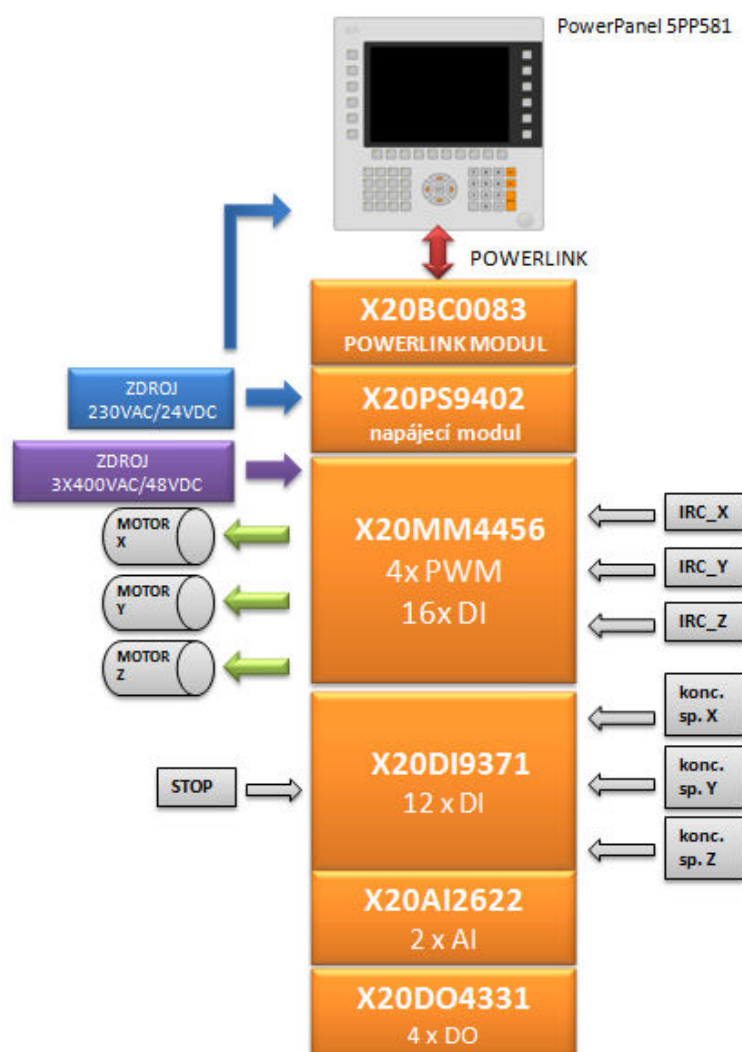 PowerPanel 5PP581
POWERLINK
X20BC0083
POWERLINK MODUL
ZDROJ
230VAC/24VDC
X20PS9402
napájecí modul
ZDROJ
3X400VAC/48VDC
X20MM4456
4x PWM
16x DI
MOTOR
X
MOTOR
Y
MOTOR
Z
IRC_X
IRC_Y
IRC_Z
konc.
sp. X
X20DI9371
12 x DI
STOP
konc.
sp. Y
konc.
sp. Z
X20AI2622
2 x AI
X20DO4331
4 x DO